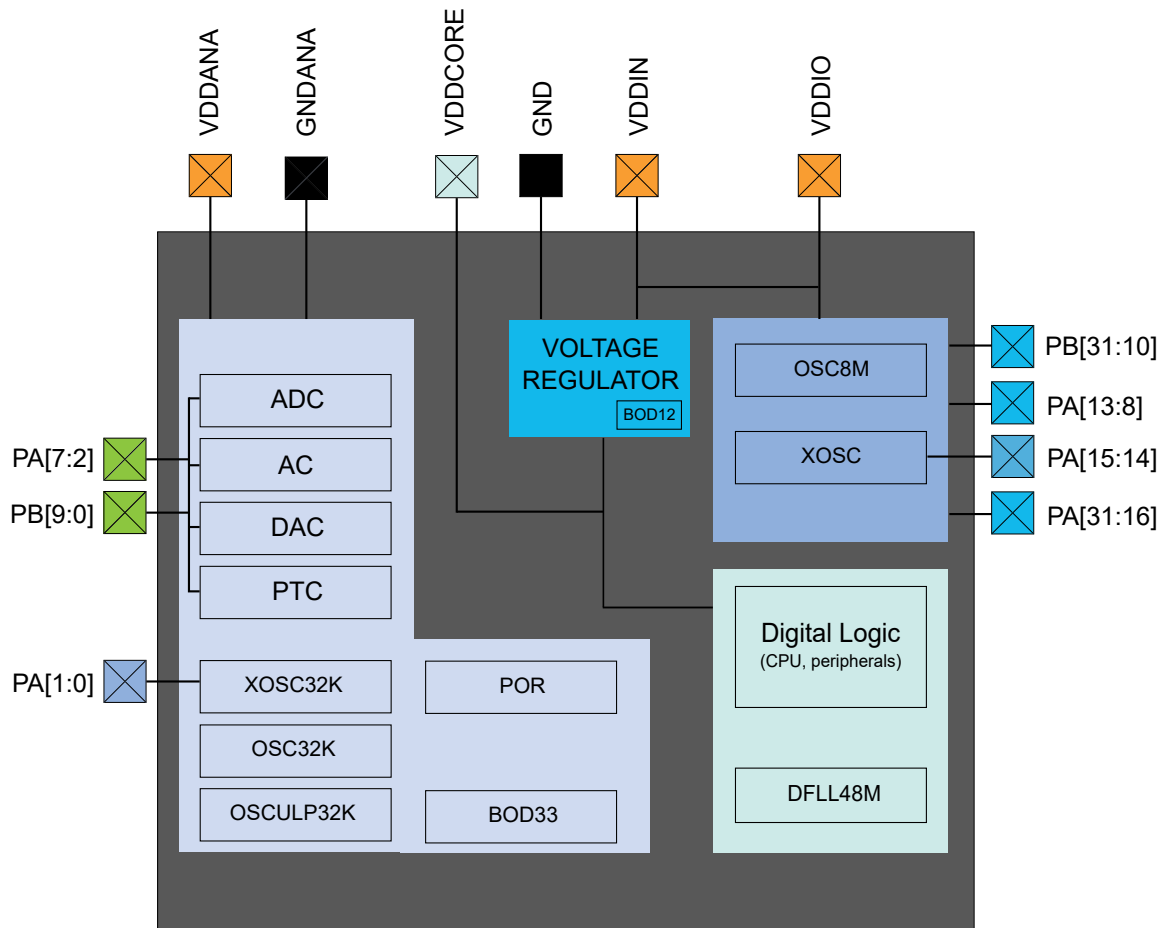 VDDANA
GNDANA
VDDCORE
GND
VDDIN
VDDIO
VOLTAGE
REGULATOR
BOD12
OSC8M
XOSC
PB[31:10]
PA[13:8]
PA[15:14]
PA[31:16]
ADC
AC
DAC
PTC
PA[7:2]
PB[9:0]
PA[1:0]
XOSC32K
OSC32K
OSCULP32K
POR
BOD33
Digital Logic
(CPU, peripherals)
DFLL48M